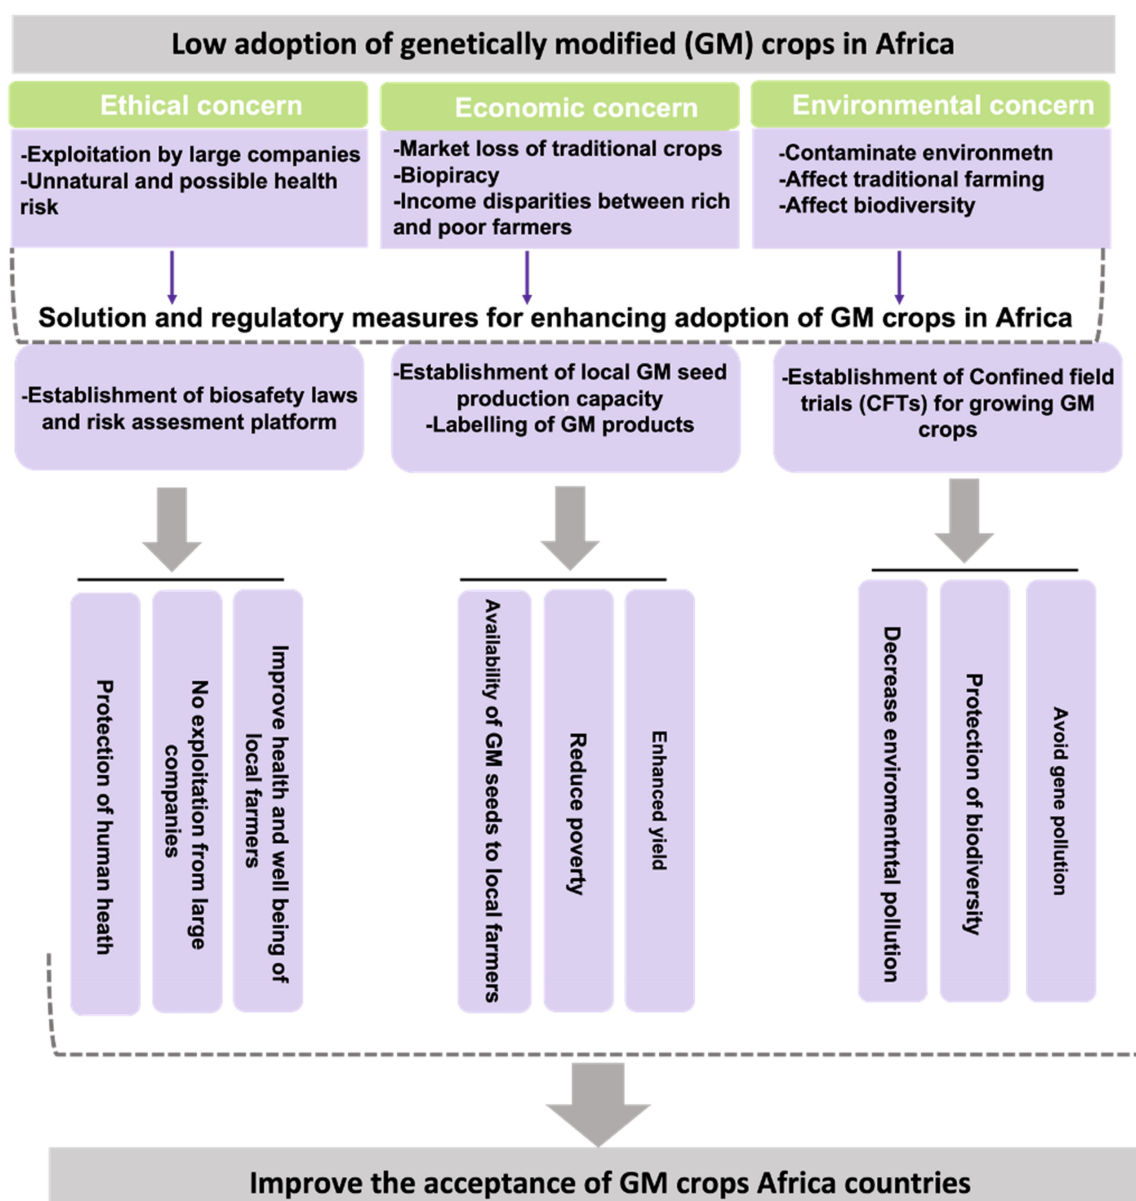 Low adoption of genetically modified (GM) crops in Africa
Ethical concern
-Exploitation by large companies
-Unnatural and possible health
risk
Economic concern
-Market loss of traditional crops
-Biopiracy
-Income disparities between rich
and poor farmers
Environmental concern
-Contaminate environmetn
-Affect traditional farming
-Affect biodiversity
Solution and regulatory measures for enhancing adoption of GM crops in Africa
-Establishment of biosafety laws
and risk assesment platform
-Establishment of local GM seed
production capacity
-Labelling of GM products
-Establishment of Confined field
trials (CFTs) for growing GM
crops
Protection of human heath
No exploitation from large
companies
Improve health and well being of
local farmers
Availability of GM seeds to local farmers
Reduce poverty
Enhanced yield
Decrease enviromentntal pollution
Protection of biodiversity
Avoid gene pollution
Improve the acceptance of GM crops Africa countries